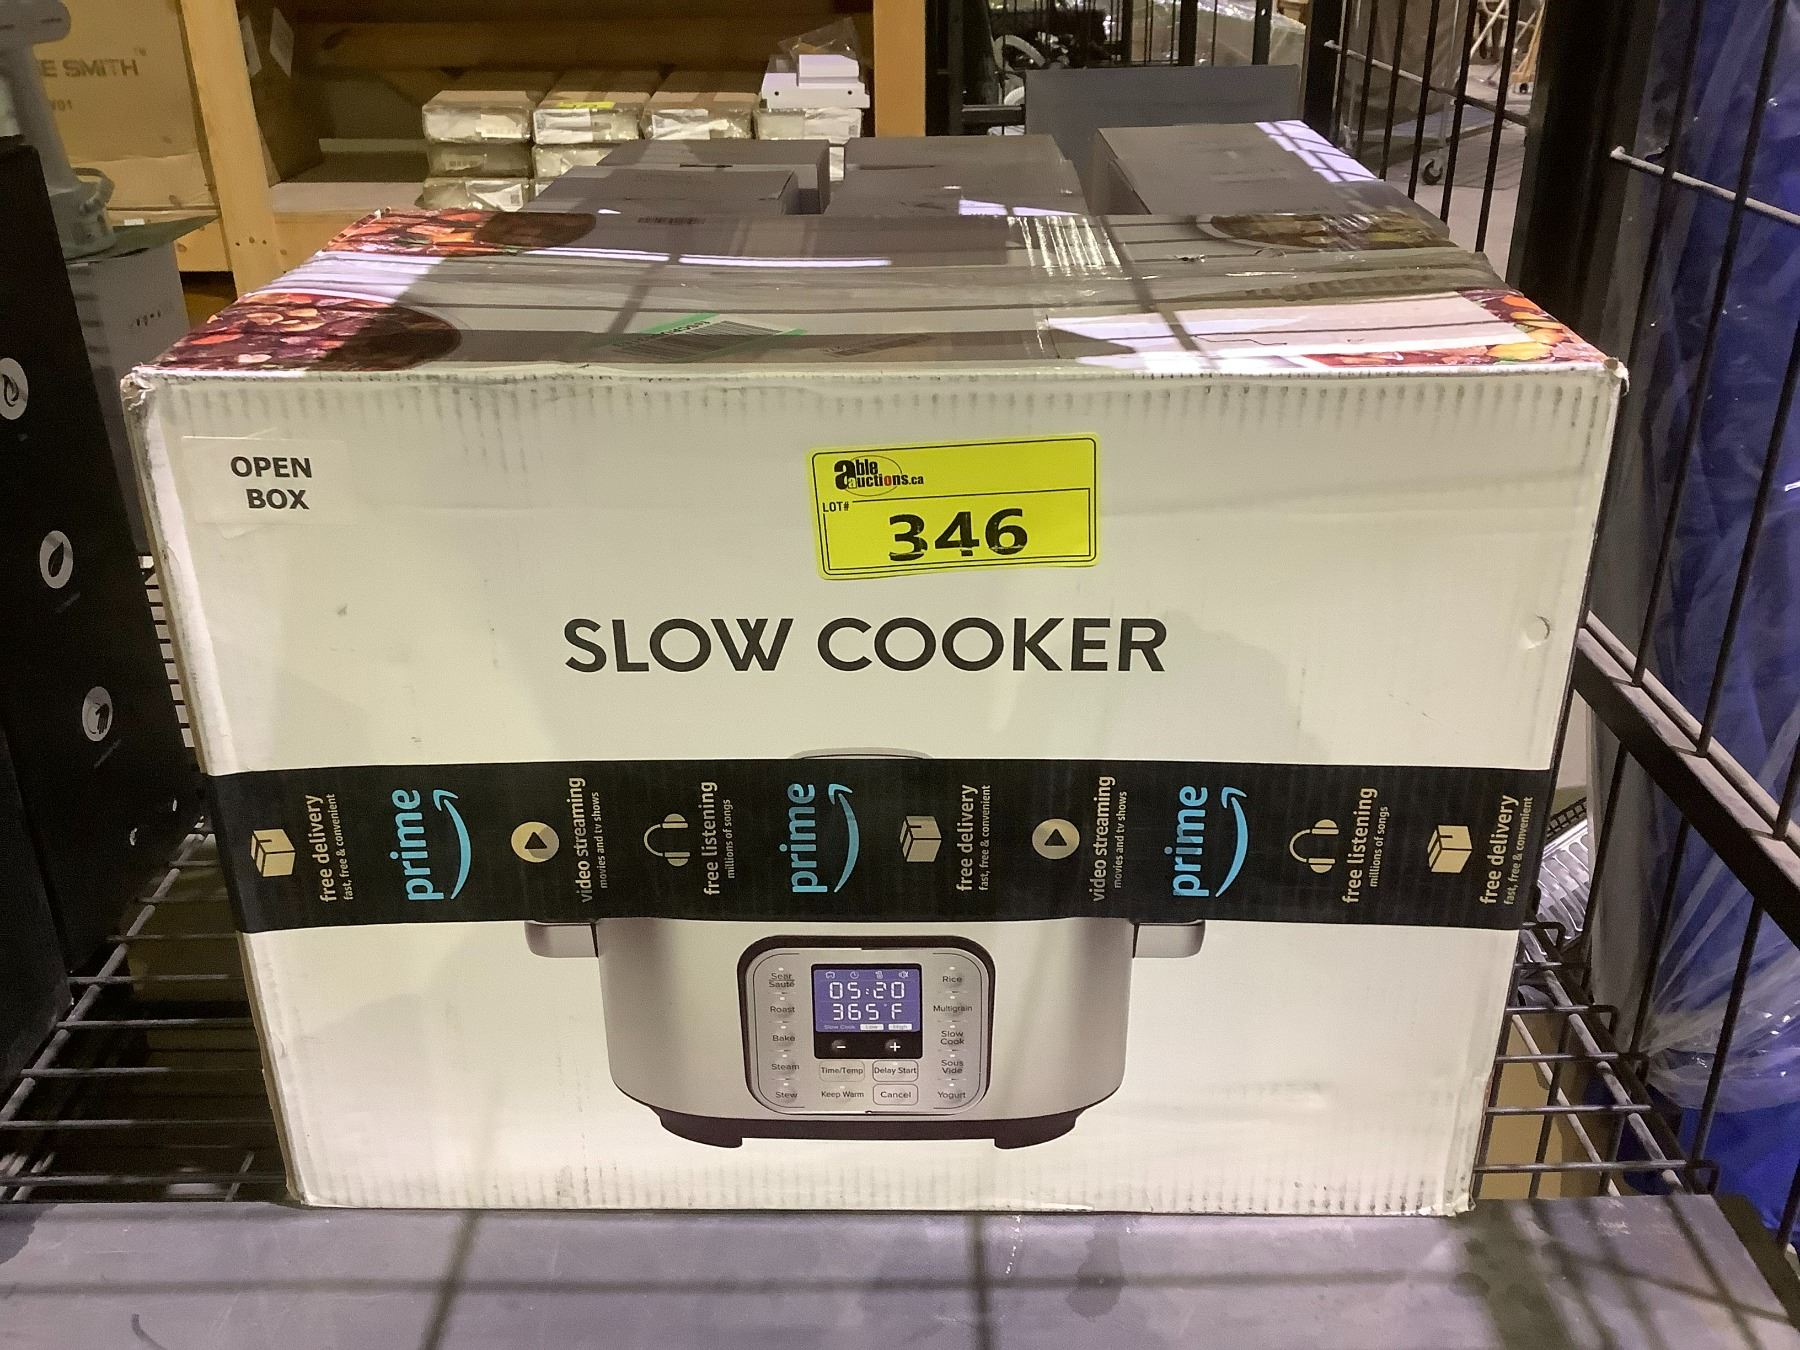 E SMITH™
OPEN
BOX
able
auctions.ca
LOT#
346
SLOW COOKER
free delivery
fast, free & convenient
prime
video streaming
movies and tv shows
free listening
millions of songs
prime
free delivery
fast, free & convenient
video streaming
movies and tv shows
prime
free listening
millions of songs
free delivery
fast, free & convenient
Sear
Sauté
Roast
Bake
Steam
Stew
05:20
365°F
Slow Cook Low High
− +
Time/Temp Delay Start
Keep Warm Cancel
Rice
Multigrain
Slow
Cook
Sous
Vide
Yogurt